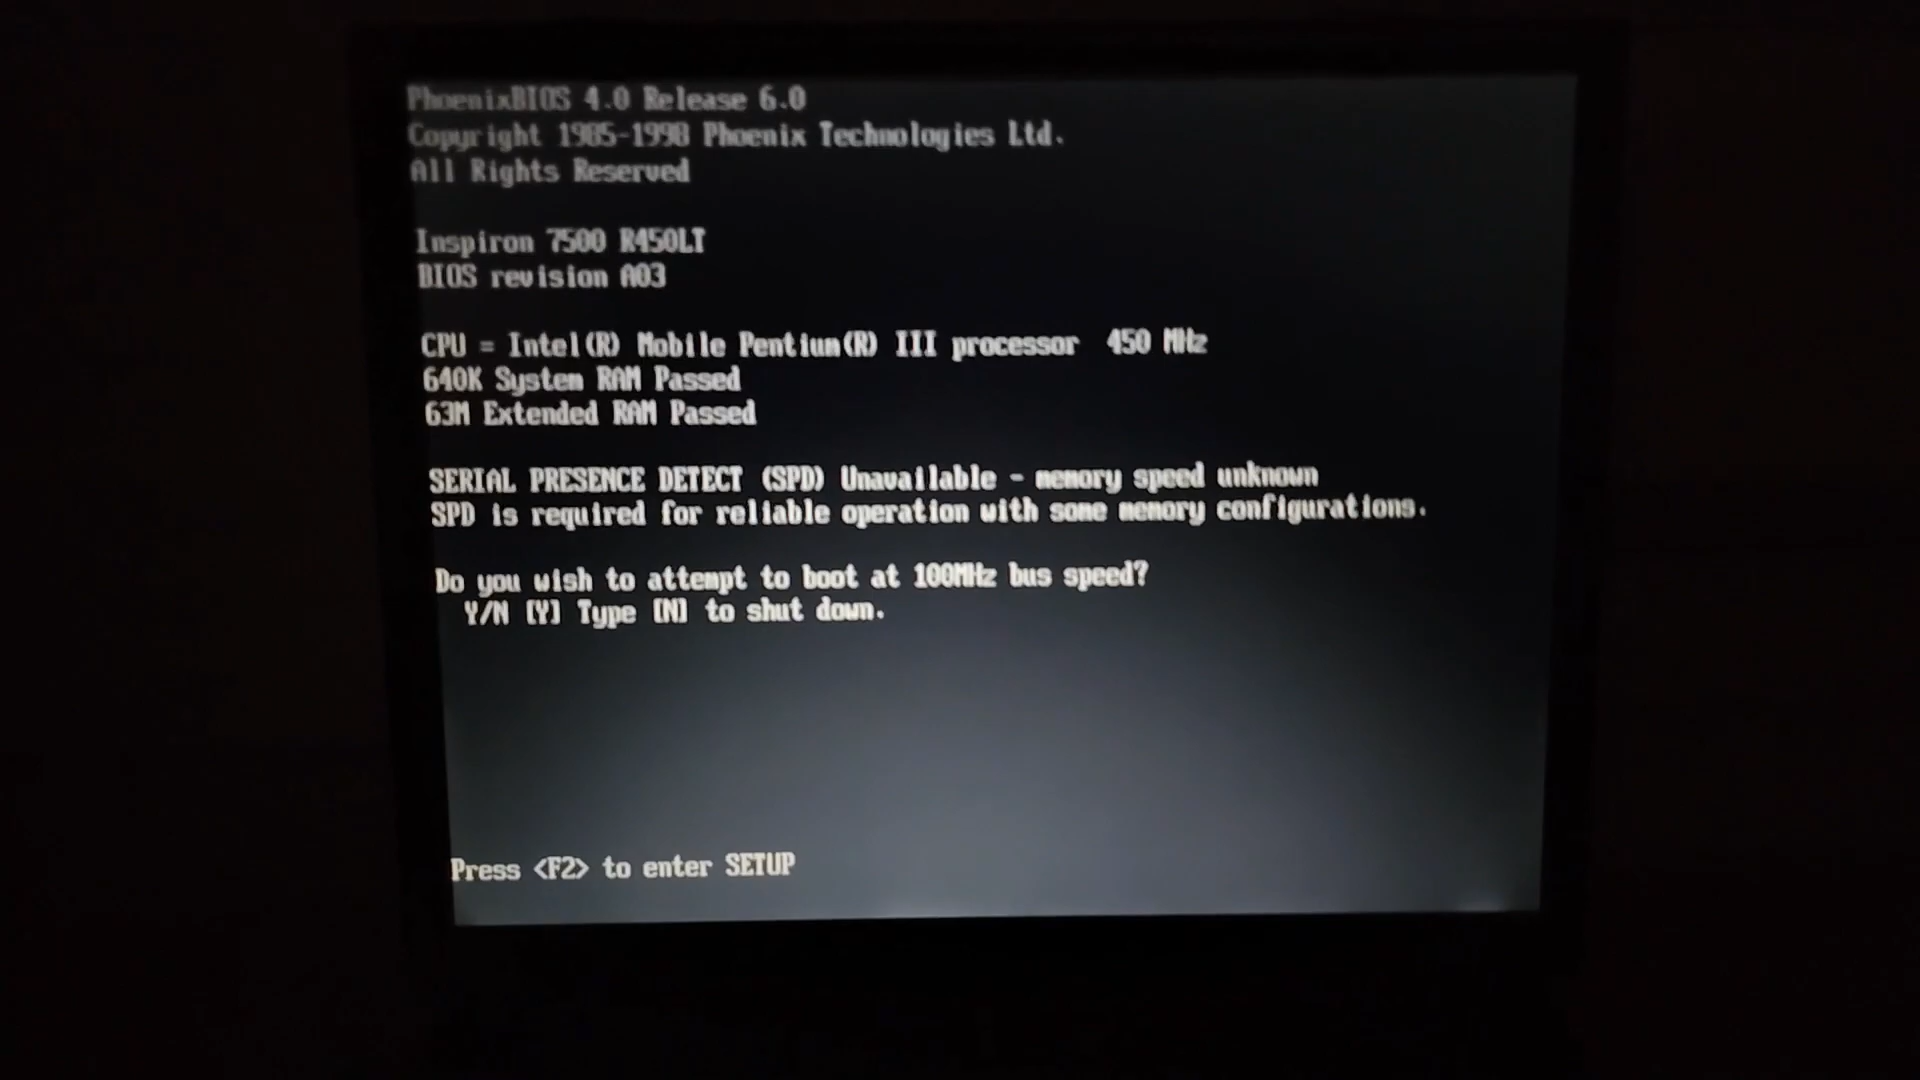 PhoenixBIOS 4.0 Release 6.0
Copyright 1985-1998 Phoenix Technologies Ltd.
All Rights Reserved
Inspiron 7500 R450LT
BIOS revision A03
CPU = Intel(R) Mobile Pentium(R) III processor  450 MHz
640K System RAM Passed
63M Extended RAM Passed
SERIAL PRESENCE DETECT (SPD) Unavailable - memory speed unknown
SPD is required for reliable operation with some memory configurations.
Do you wish to attempt to boot at 100MHz bus speed?
Y/N [Y] Type [N] to shut down.
Press <F2> to enter SETUP